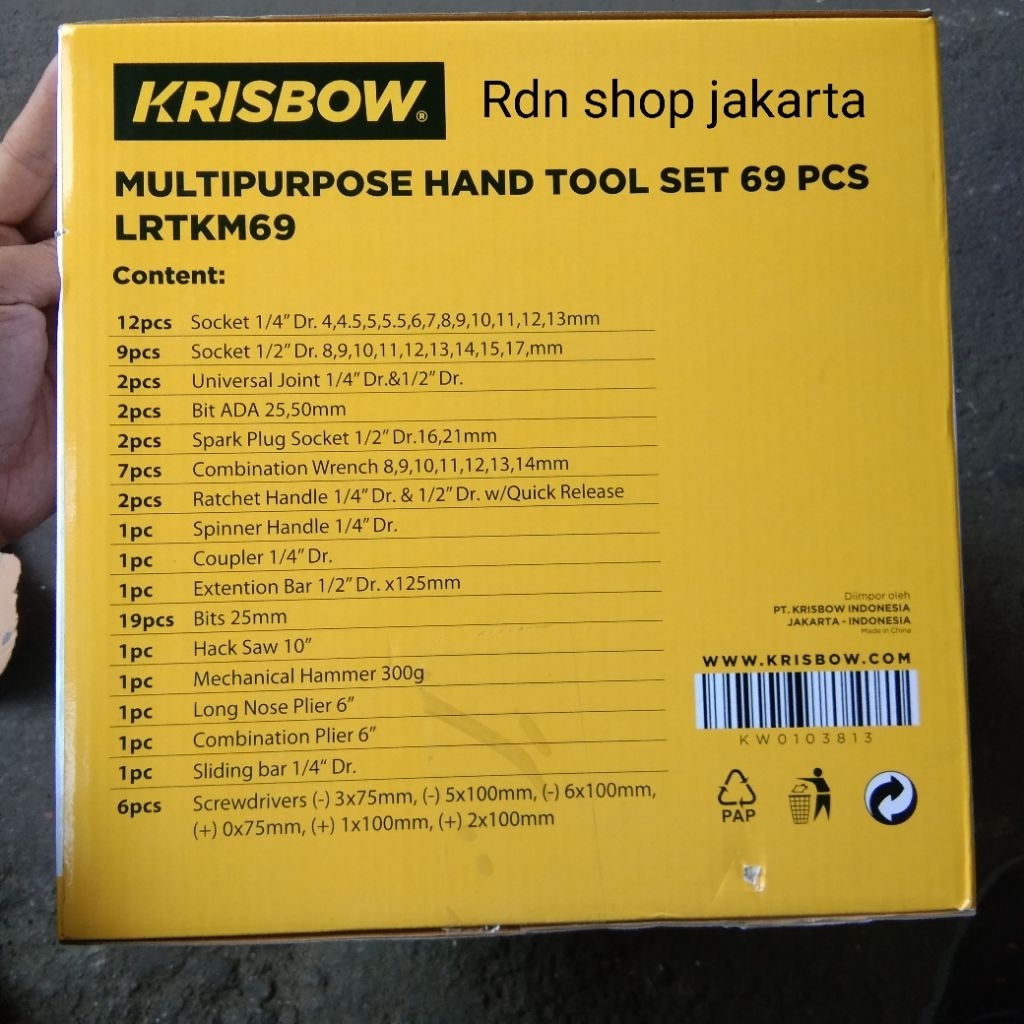 KRISBOW®
Rdn shop jakarta
MULTIPURPOSE HAND TOOL SET 69 PCS
LRTKM69
Content:
12pcs Socket 1/4" Dr. 4,4.5,5,5.5,6,7,8,9,10,11,12,13mm
9pcs Socket 1/2" Dr. 8,9,10,11,12,13,14,15,17,mm
2pcs Universal Joint 1/4" Dr.&1/2" Dr.
2pcs Bit ADA 25,50mm
2pcs Spark Plug Socket 1/2" Dr.16,21mm
7pcs Combination Wrench 8,9,10,11,12,13,14mm
2pcs Ratchet Handle 1/4" Dr. & 1/2" Dr. w/Quick Release
1pc Spinner Handle 1/4" Dr.
1pc Coupler 1/4" Dr.
1pc Extention Bar 1/2" Dr. x125mm
19pcs Bits 25mm
1pc Hack Saw 10"
1pc Mechanical Hammer 300g
1pc Long Nose Plier 6"
1pc Combination Plier 6"
1pc Sliding bar 1/4" Dr.
6pcs Screwdrivers (-) 3x75mm, (-) 5x100mm, (-) 6x100mm,
(+) 0x75mm, (+) 1x100mm, (+) 2x100mm
Diimpor oleh
PT. KRISBOW INDONESIA
JAKARTA - INDONESIA
Made in China
WWW.KRISBOW.COM
KW0103813
PAP